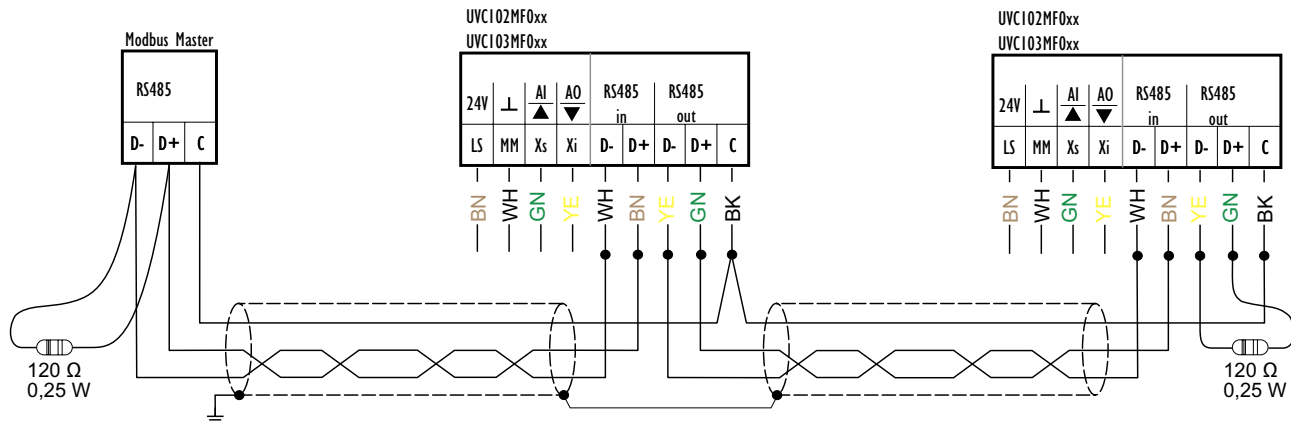 UVC102MF0xx
UVC103MF0xx
UVC102MF0xx
UVC103MF0xx
Modbus Master
RS485
D- D+ C
24V ⊥ AI AO RS485 in RS485 out
LS MM Xs Xi D- D+ D- D+ C
BN WH GN YE WH BN YE GN BK
24V ⊥ AI AO RS485 in RS485 out
LS MM Xs Xi D- D+ D- D+ C
BN WH GN YE WH BN YE GN BK
120 Ω
0,25 W
120 Ω
0,25 W